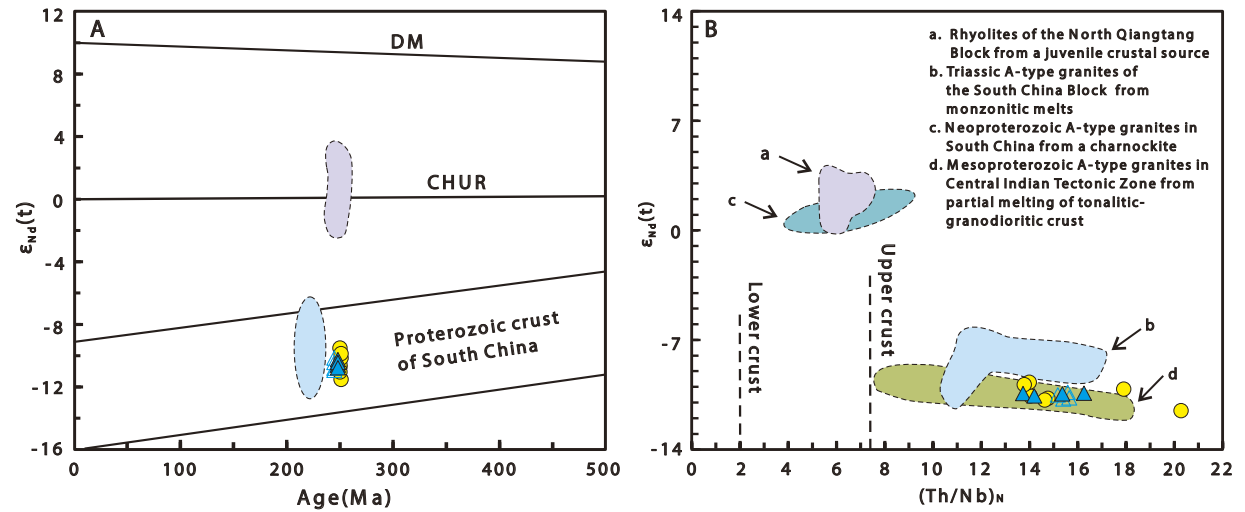 A
12
8
4
0
-4
-8
-12
-16
εNd(t)
DM
CHUR
Proterozoic crust
of South China
0
100
200
300
400
500
Age(Ma)
B
14
7
0
-7
-14
εNd(t)
a. Rhyolites of the North Qiangtang
Block from a juvenile crustal source
b. Triassic A-type granites of
the South China Block from
monzonitic melts
c. Neoproterozoic A-type granites in
South China from a charnockite
d. Mesoproterozoic A-type granites in
Central Indian Tectonic Zone from
partial melting of tonalitic-
granodioritic crust
a
c
Lower crust
Upper crust
b
d
0
2
4
6
8
10
12
14
16
18
20
22
(Th/Nb)N